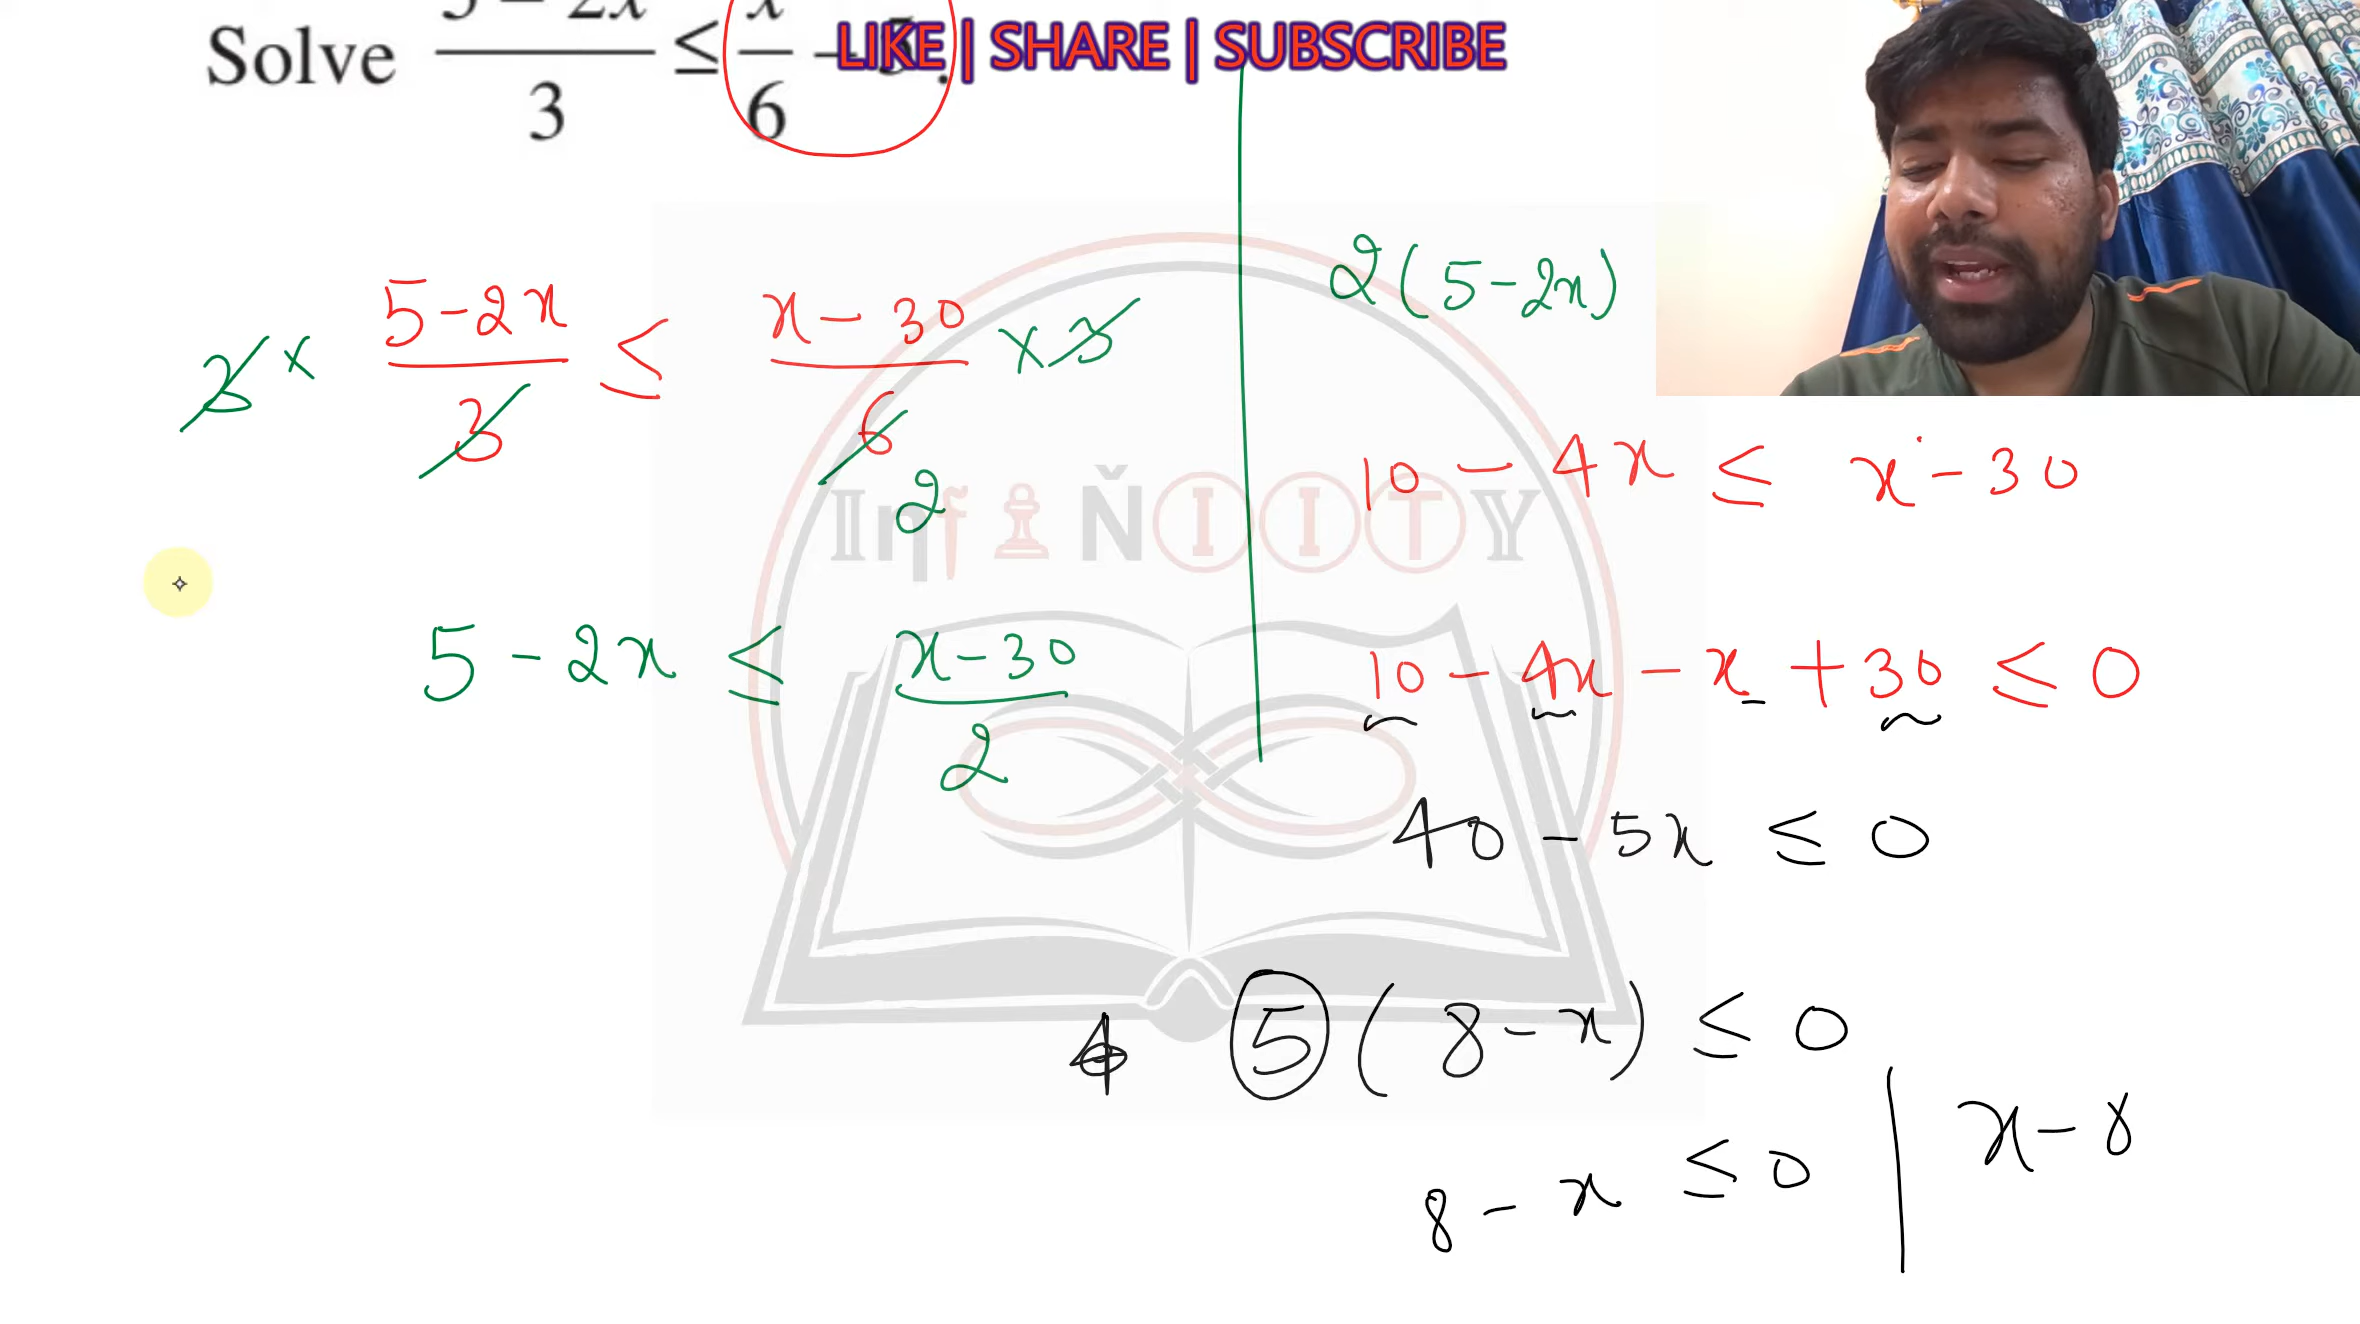 LIKE | SHARE | SUBSCRIBE
Solve 5 − 2x / 3 ≤ x / 6 − 5.
2 × 5-2x / 3 ≤ x - 30 / 6 × 3
2
5 - 2x ≤ x - 30 / 2
Infiňity
2(5-2x)
10 - 4x ≤ x - 30
10 - 4x - x + 30 ≤ 0
40 - 5x ≤ 0
5 ( 8 - x ) ≤ 0
8 - x ≤ 0
x - 8